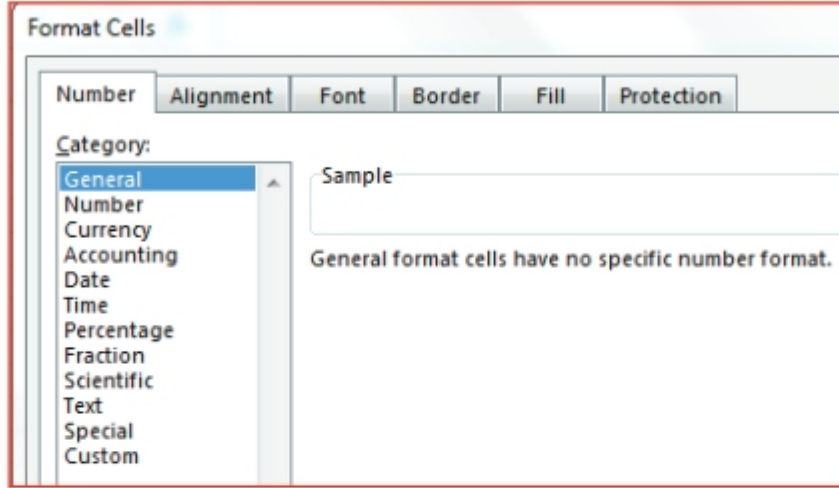 Format Cells
Number Alignment Font Border Fill Protection
Category:
General
Number
Currency
Accounting
Date
Time
Percentage
Fraction
Scientific
Text
Special
Custom
Sample
General format cells have no specific number format.